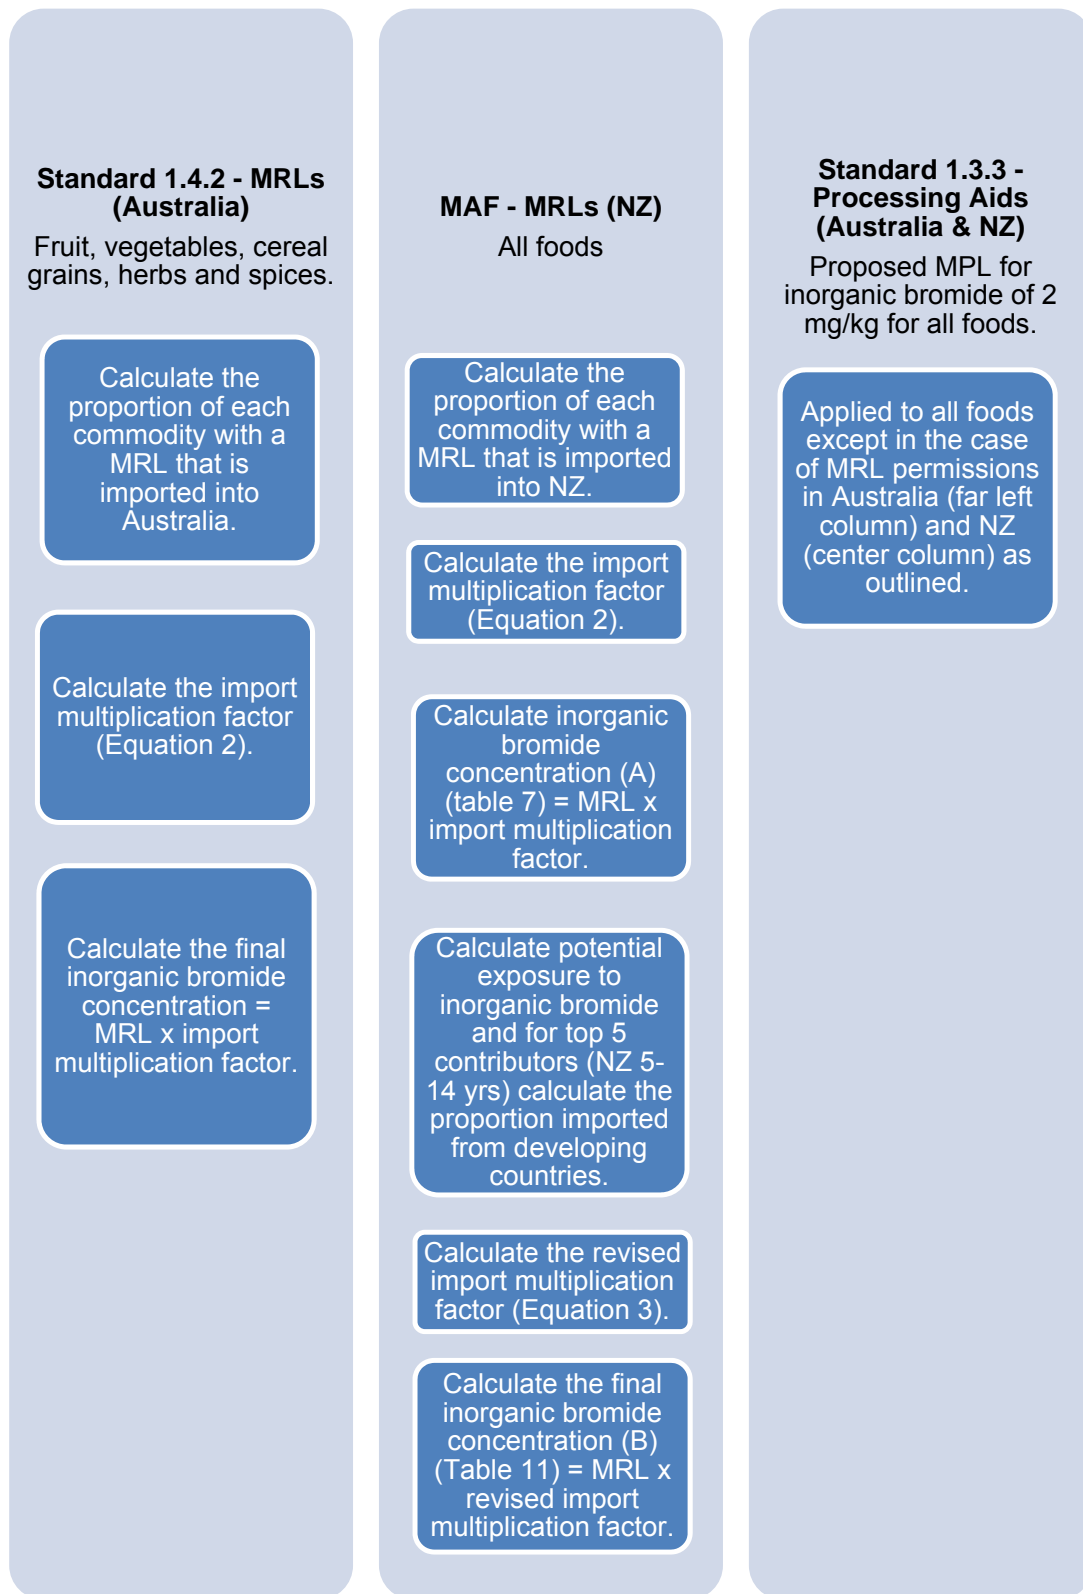 Standard 1.4.2 - MRLs
(Australia)
Fruit, vegetables, cereal
grains, herbs and spices.
Calculate the
proportion of each
commodity with a
MRL that is
imported into
Australia.
Calculate the import
multiplication factor
(Equation 2).
Calculate the final
inorganic bromide
concentration =
MRL x import
multiplication factor.
MAF - MRLs (NZ)
All foods
Calculate the
proportion of each
commodity with a
MRL that is imported
into NZ.
Calculate the import
multiplication factor
(Equation 2).
Calculate inorganic
bromide
concentration (A)
(table 7) = MRL x
import multiplication
factor.
Calculate potential
exposure to
inorganic bromide
and for top 5
contributors (NZ 5-
14 yrs) calculate the
proportion imported
from developing
countries.
Calculate the revised
import multiplication
factor (Equation 3).
Calculate the final
inorganic bromide
concentration (B)
(Table 11) = MRL x
revised import
multiplication factor.
Standard 1.3.3 -
Processing Aids
(Australia & NZ)
Proposed MPL for
inorganic bromide of 2
mg/kg for all foods.
Applied to all foods
except in the case
of MRL permissions
in Australia (far left
column) and NZ
(center column) as
outlined.